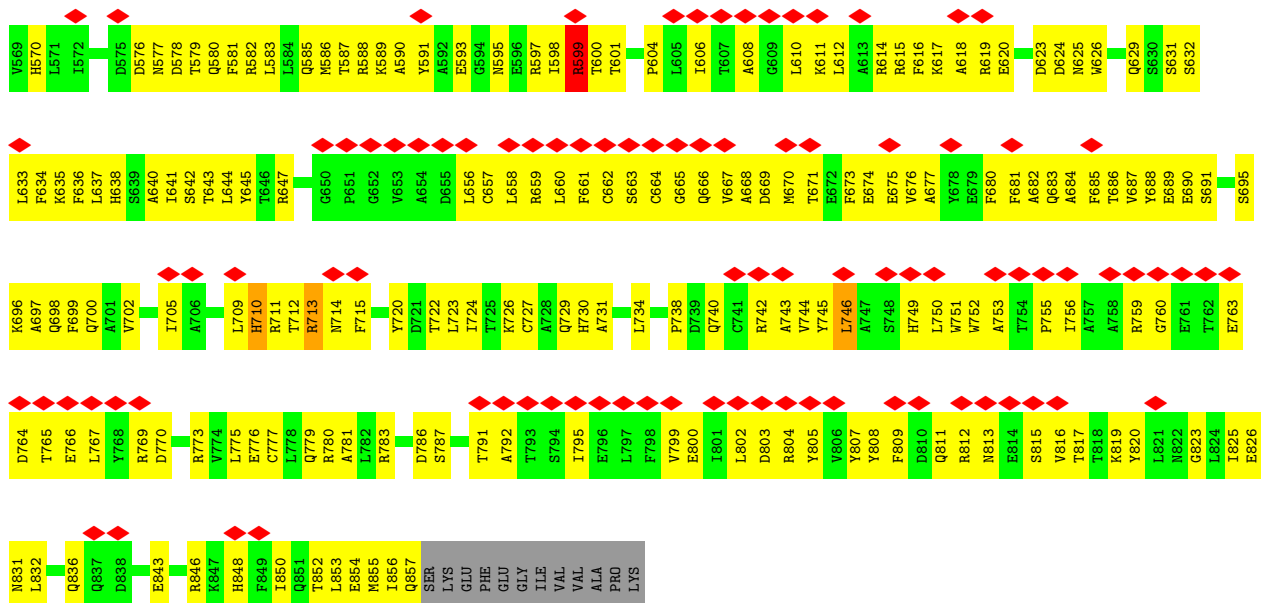 V569 H570 L571 I572 D575 D576 N577 D578 T579 Q580 F581 R582 L583 L584 Q585 M586 T587 R588 K589 A590 Y591 A592 E593 G594 N595 E596 R597 I598 R599 T600 T601 P604 L605 I606 T607 A608 G609 L610 K611 L612 A613 R614 R615 F616 K617 A618 R619 E620 D623 D624 N625 W626 Q629 S630 S631 S632
L633 F634 K635 F636 L637 H638 S639 A640 I641 S642 T643 L644 Y645 T646 R647 G650 P651 G652 V653 A654 D655 L656 C657 L658 R659 L660 F661 C662 S663 C664 G665 Q666 V667 A668 D669 M670 T671 E672 F673 E674 E675 V676 A677 Y678 E679 F680 F681 A682 Q683 A684 F685 T686 V687 Y688 E689 E690 S691 S695
K696 A697 Q698 F699 Q700 A701 V702 I705 A706 L709 H710 R711 T712 R713 N714 F715 Y720 D721 T722 L723 I724 T725 K726 C727 A728 Q729 H730 A731 L734 P738 D739 Q740 C741 R742 A743 V744 Y745 L746 A747 S748 H749 L750 W751 W752 A753 T754 P755 I756 A757 A758 R759 G760 E761 T762 E763
D764 T765 E766 L767 Y768 R769 D770 R773 V774 L775 E776 C777 L778 Q779 R780 A781 L782 R783 D786 S787 T791 A792 T793 S794 I795 E796 L797 F798 V799 E800 I801 L802 D803 R804 Y805 V806 Y807 Y808 F809 D810 Q811 R812 N813 E814 S815 V816 T817 T818 K819 Y820 L821 N822 G823 L824 I825 E826
N831 L832 Q836 Q837 D838 E843 R846 K847 H848 F849 I850 Q851 T852 L853 E854 M855 I856 Q857 SER LYS GLU PHE GLU GLY ILE VAL VAL ALA PRO LYS